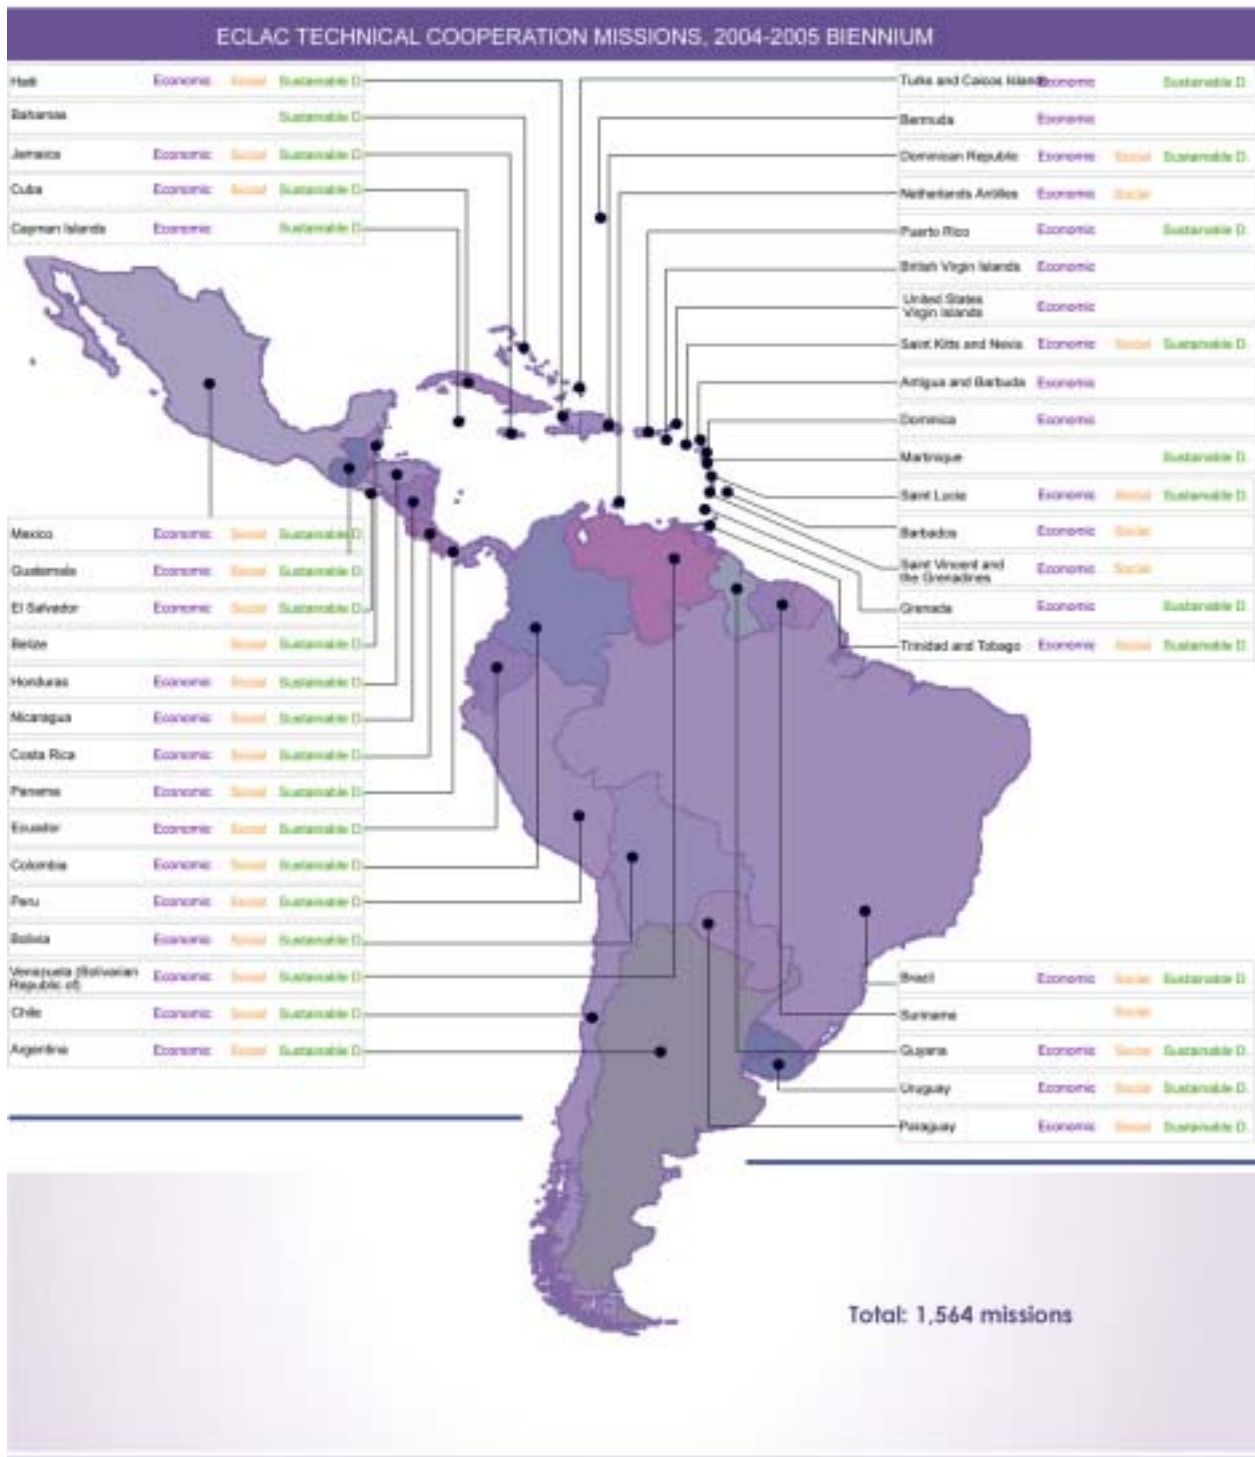 ECLAC TECHNICAL COOPERATION MISSIONS, 2004-2005 BIENNIUM
Haiti Economic Social Sustainable D.
Bahamas Sustainable D.
Jamaica Economic Social Sustainable D.
Cuba Economic Social Sustainable D.
Cayman Islands Economic Sustainable D.
Mexico Economic Social Sustainable D.
Guatemala Economic Social Sustainable D.
El Salvador Economic Social Sustainable D.
Belize Social Sustainable D.
Honduras Economic Social Sustainable D.
Nicaragua Economic Social Sustainable D.
Costa Rica Economic Social Sustainable D.
Panama Economic Social Sustainable D.
Ecuador Economic Social Sustainable D.
Colombia Economic Social Sustainable D.
Peru Economic Social Sustainable D.
Bolivia Economic Social Sustainable D.
Venezuela (Bolivarian
Republic of) Economic Social Sustainable D.
Chile Economic Social Sustainable D.
Argentina Economic Social Sustainable D.
Turks and Caicos Islands Economic Sustainable D.
Bermuda Economic
Dominican Republic Economic Social Sustainable D.
Netherlands Antilles Economic Social
Puerto Rico Economic Sustainable D.
British Virgin Islands Economic
United States
Virgin Islands Economic
Saint Kitts and Nevis Economic Social Sustainable D.
Antigua and Barbuda Economic
Dominica Economic
Martinique Sustainable D.
Saint Lucia Economic Social Sustainable D.
Barbados Economic Social
Saint Vincent and
the Grenadines Economic Social
Grenada Economic Sustainable D.
Trinidad and Tobago Economic Social Sustainable D.
Brazil Economic Social Sustainable D.
Suriname Social
Guyana Economic Social Sustainable D.
Uruguay Economic Social Sustainable D.
Paraguay Economic Social Sustainable D.
Total: 1,564 missions